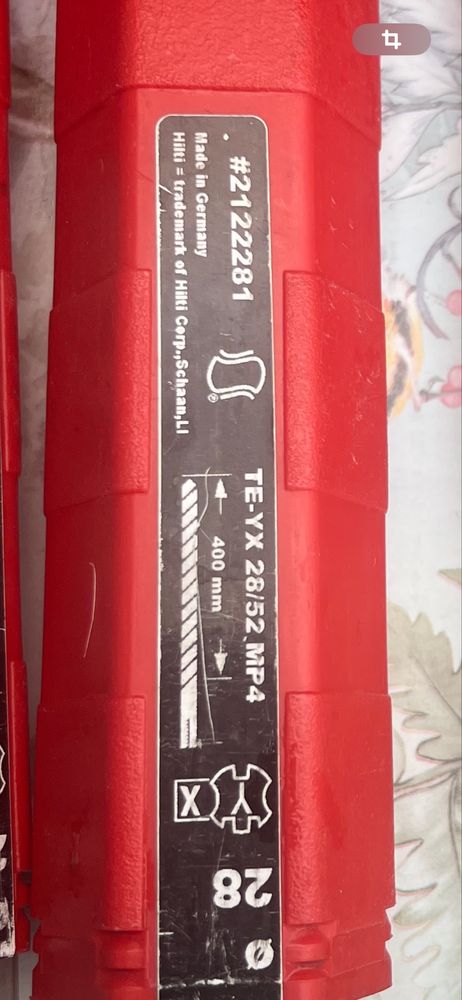 #2122281
Made in Germany
Hilti = trademark of Hilti Corp.,Schaan,LI
®
TE-YX 28/52 MP4
400 mm
Y
X
28
Ø